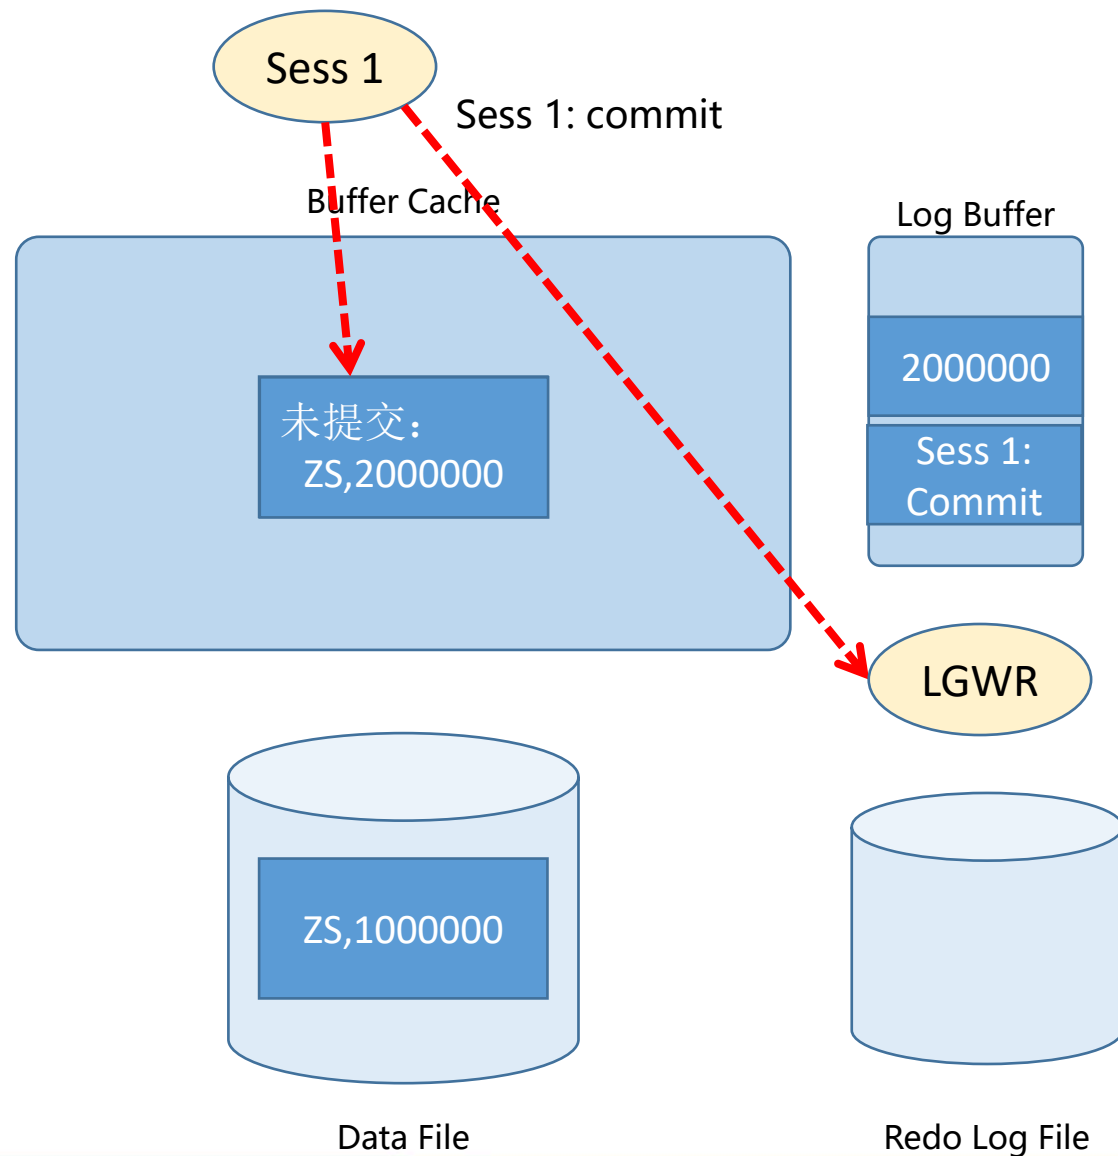 Sess 1
Sess 1: commit
Buffer Cache
Log Buffer
未提交：
ZS,2000000
2000000
Sess 1:
Commit
LGWR
ZS,1000000
Data File
Redo Log File